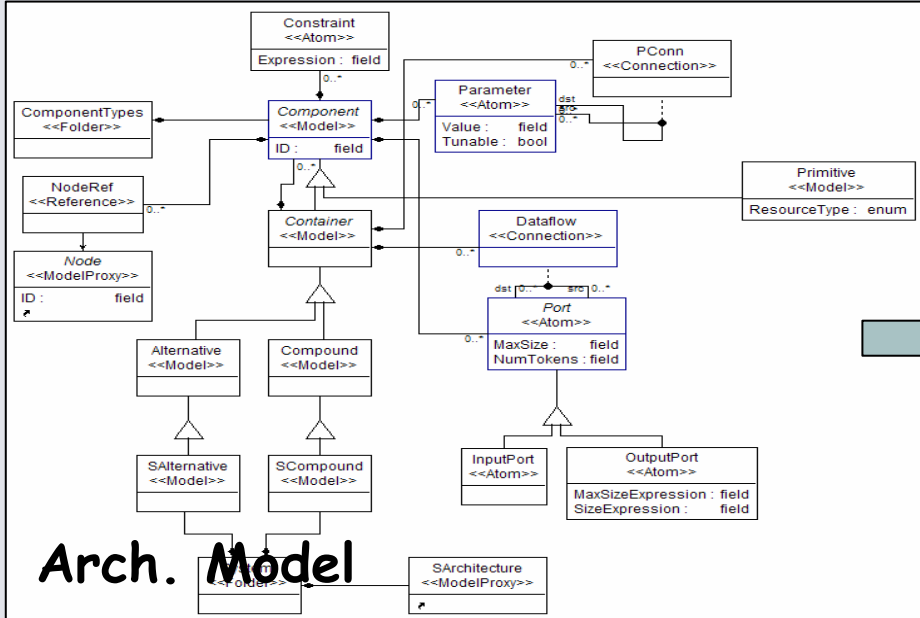 Constraint
<<Atom>>
Expression : field
0..*
PConn
<<Connection>>
0..*
Parameter
<<Atom>>
Value : field
Tunable : bool
0..*
dst
src
0..*
ComponentTypes
<<Folder>>
Component
<<Model>>
ID : field
0..*
NodeRef
<<Reference>>
0..*
Primitive
<<Model>>
ResourceType : enum
Container
<<Model>>
Dataflow
<<Connection>>
0..*
Node
<<ModelProxy>>
ID : field
dst 0..* src 0..*
Port
<<Atom>>
MaxSize : field
NumTokens : field
0..*
Alternative
<<Model>>
Compound
<<Model>>
SAlternative
<<Model>>
SCompound
<<Model>>
InputPort
<<Atom>>
OutputPort
<<Atom>>
MaxSizeExpression : field
SizeExpression : field
Arch. Model
<<Folder>>
SArchitecture
<<ModelProxy>>